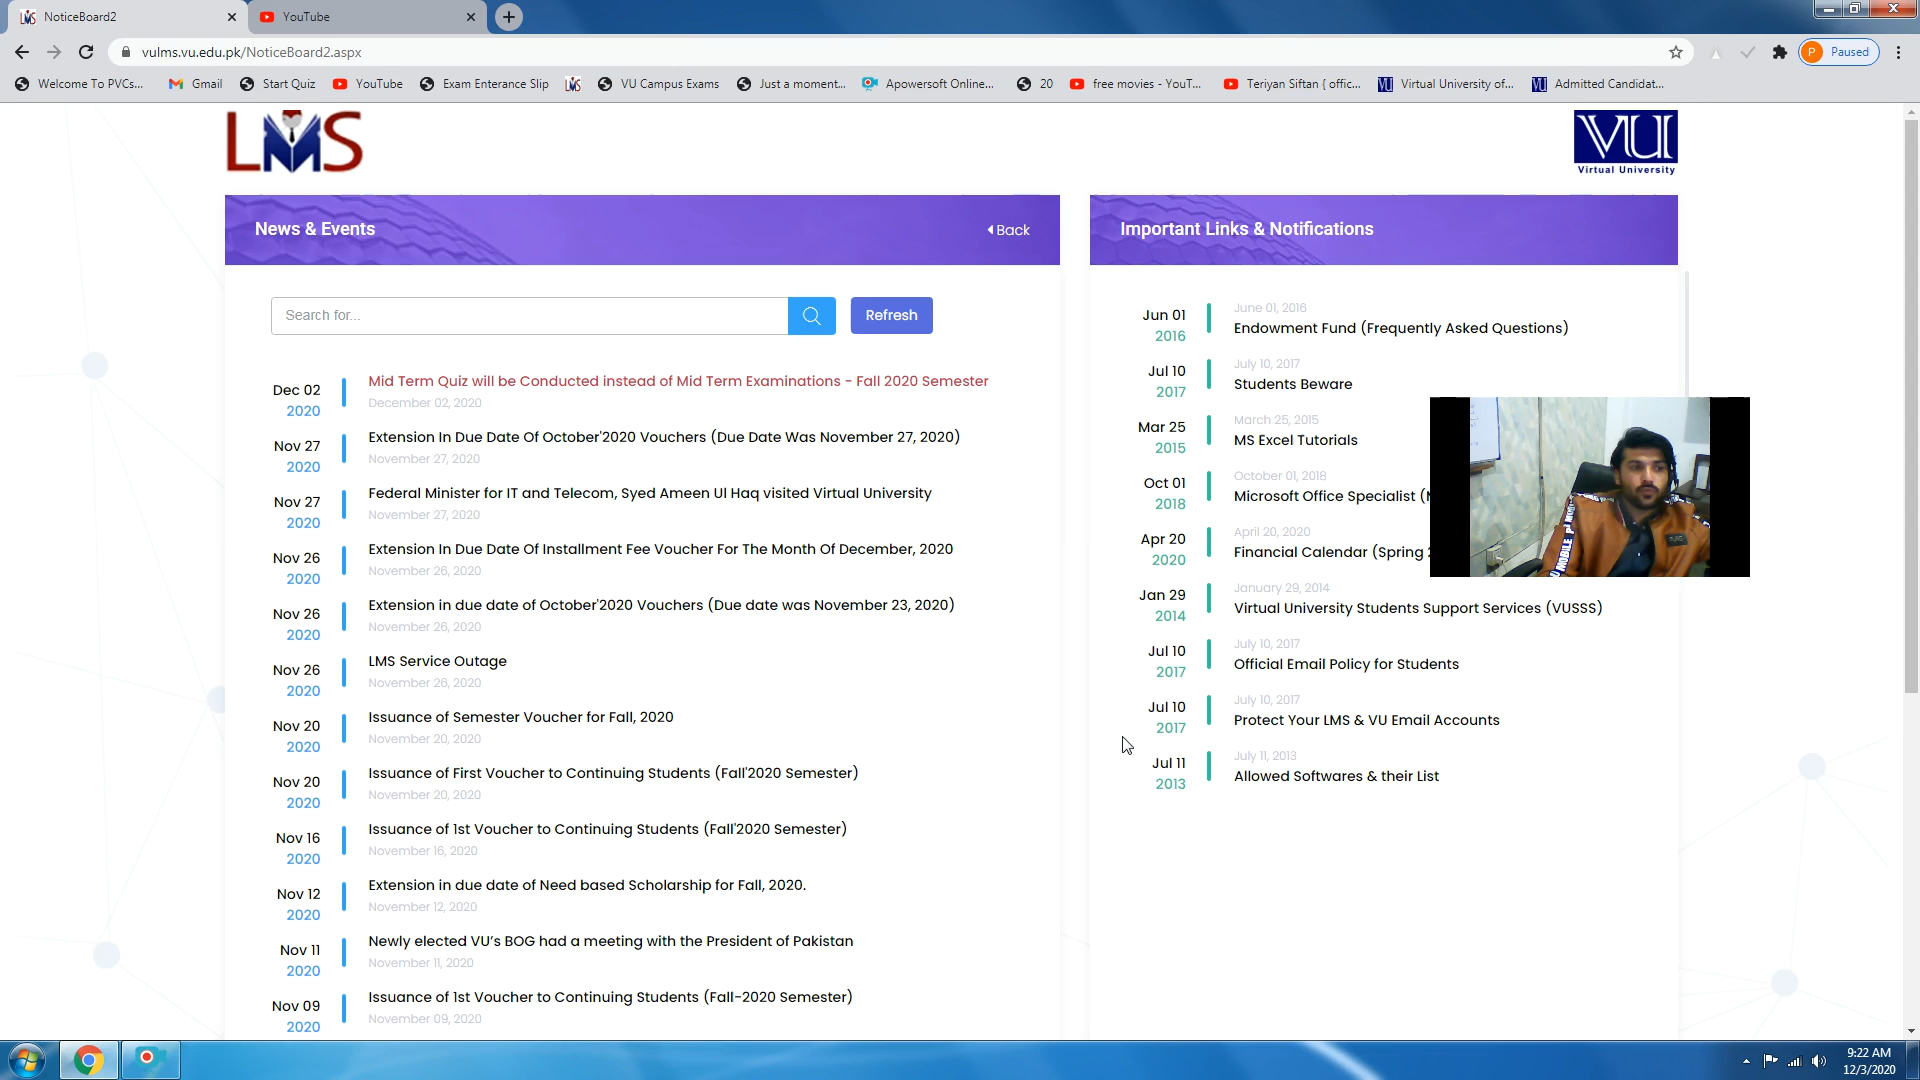 NoticeBoard2
YouTube
vulms.vu.edu.pk/NoticeBoard2.aspx
P Paused
Welcome To PVCs...
Gmail
Start Quiz
YouTube
Exam Enterance Slip
VU Campus Exams
Just a moment...
Apowersoft Online...
20
free movies - YouT...
Teriyan Siftan { offic...
Virtual University of...
Admitted Candidat...
LMS
VU
Virtual University
News & Events
Back
Search for...
Refresh
Dec 02
2020
Mid Term Quiz will be Conducted instead of Mid Term Examinations - Fall 2020 Semester
December 02, 2020
Nov 27
2020
Extension In Due Date Of October'2020 Vouchers (Due Date Was November 27, 2020)
November 27, 2020
Nov 27
2020
Federal Minister for IT and Telecom, Syed Ameen Ul Haq visited Virtual University
November 27, 2020
Nov 26
2020
Extension In Due Date Of Installment Fee Voucher For The Month Of December, 2020
November 26, 2020
Nov 26
2020
Extension in due date of October'2020 Vouchers (Due date was November 23, 2020)
November 26, 2020
Nov 26
2020
LMS Service Outage
November 26, 2020
Nov 20
2020
Issuance of Semester Voucher for Fall, 2020
November 20, 2020
Nov 20
2020
Issuance of First Voucher to Continuing Students (Fall'2020 Semester)
November 20, 2020
Nov 16
2020
Issuance of 1st Voucher to Continuing Students (Fall'2020 Semester)
November 16, 2020
Nov 12
2020
Extension in due date of Need based Scholarship for Fall, 2020.
November 12, 2020
Nov 11
2020
Newly elected VU's BOG had a meeting with the President of Pakistan
November 11, 2020
Nov 09
2020
Issuance of 1st Voucher to Continuing Students (Fall-2020 Semester)
November 09, 2020
Important Links & Notifications
Jun 01
2016
June 01, 2016
Endowment Fund (Frequently Asked Questions)
Jul 10
2017
July 10, 2017
Students Beware
Mar 25
2015
March 25, 2015
MS Excel Tutorials
Oct 01
2018
October 01, 2018
Microsoft Office Specialist (
Apr 20
2020
April 20, 2020
Financial Calendar (Spring
Jan 29
2014
January 29, 2014
Virtual University Students Support Services (VUSSS)
Jul 10
2017
July 10, 2017
Official Email Policy for Students
Jul 10
2017
July 10, 2017
Protect Your LMS & VU Email Accounts
Jul 11
2013
July 11, 2013
Allowed Softwares & their List
9:22 AM
12/3/2020